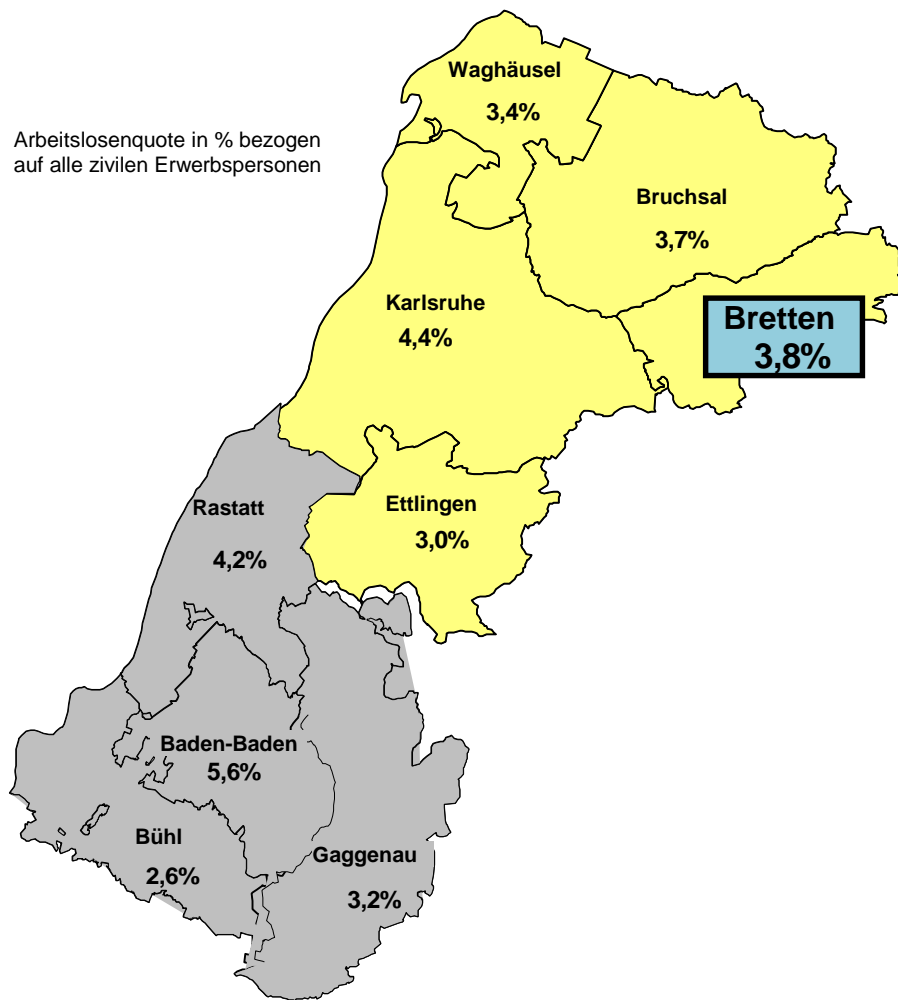 Waghäusel
3,4%
Arbeitslosenquote in % bezogen
auf alle zivilen Erwerbspersonen
Bruchsal
3,7%
Karlsruhe
4,4%
Bretten
3,8%
Rastatt
4,2%
Ettlingen
3,0%
Baden-Baden
5,6%
Bühl
2,6%
Gaggenau
3,2%